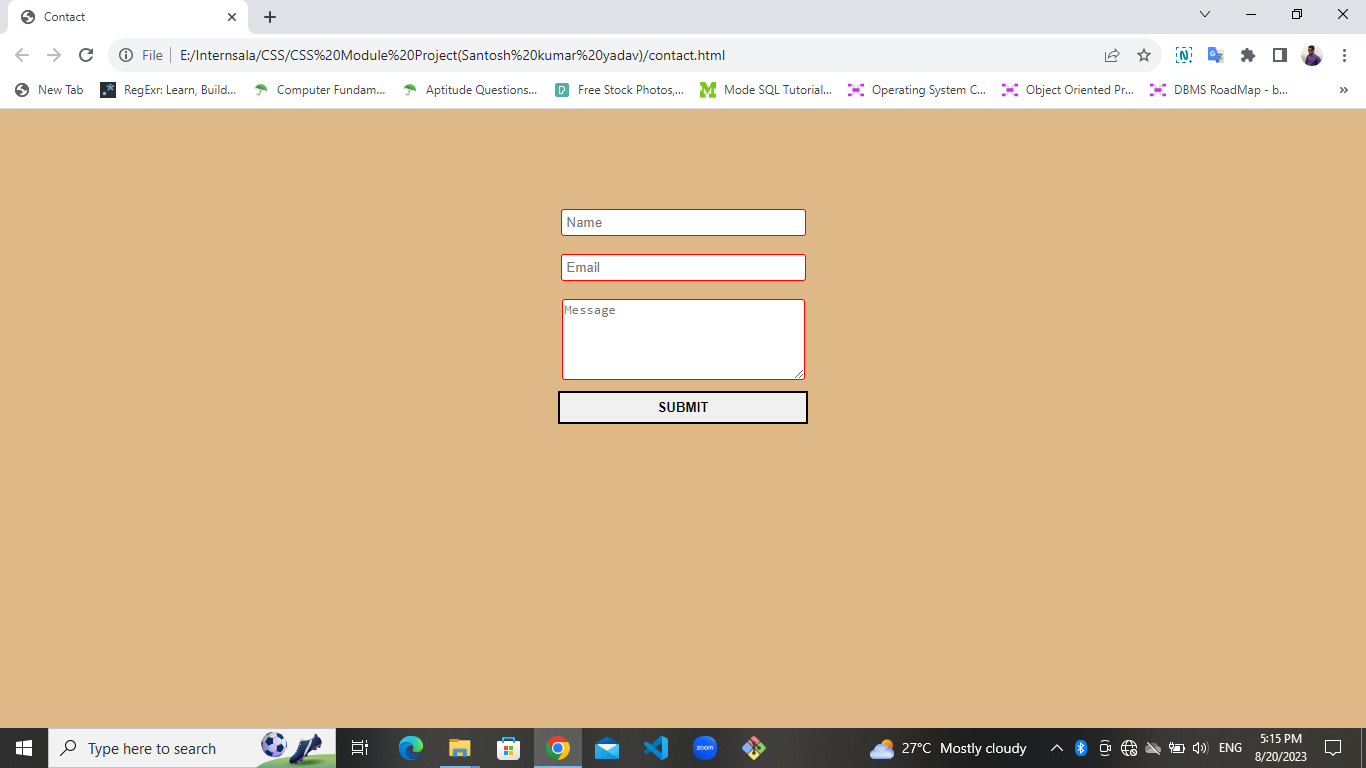 Contact
File E:/Internsala/CSS/CSS%20Module%20Project(Santosh%20kumar%20yadav)/contact.html
New Tab RegExr: Learn, Build... Computer Fundam... Aptitude Questions... Free Stock Photos,... Mode SQL Tutorial... Operating System C... Object Oriented Pr... DBMS RoadMap - b... »
Name
Email
Message
SUBMIT
Type here to search zoom 27°C Mostly cloudy ENG 5:15 PM
8/20/2023